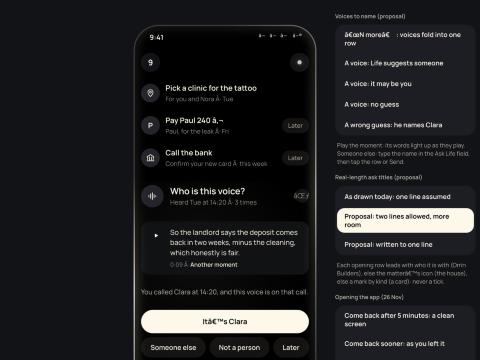 9:41
9
Pick a clinic for the tattoo
For you and Nora Â· Tue
P
Pay Paul 240 â‚¬
Paul, for the leak Â·Fri
Later
Call the bank
Confirm your new card Â· this week
Later
Who is this voice?
Heard Tue at 14:20 Â· 3 times
So the landlord says the deposit comes
back in two weeks, minus the cleaning,
which honestly is fair.
0:09 Â· Another moment
You called Clara at 14:20, and this voice is on that call.
Itâ€™s Clara
Someone else
Not a person
Later
Voices to name (proposal)
: voices fold into one
row
A voice: Life suggests someone
A voice: it may be you
A voice: no guess
A wrong guess: he names Clara
Play the moment: its words light up as they play.
Someone else: type the name in the Ask Life field,
then tap the row or Send.
Real-length ask titles (proposal)
As drawn today: one line assumed
Proposal: two lines allowed, more
room
Proposal: written to one line
Each opening row leads with who it is with (Orrin
Builders), else the matterâ€™s icon (the house),
else a mark by kind (a card): never a tick.
Opening the app (26 Nov)
Come back after 5 minutes: a clean
screen
Come back sooner: as you left it